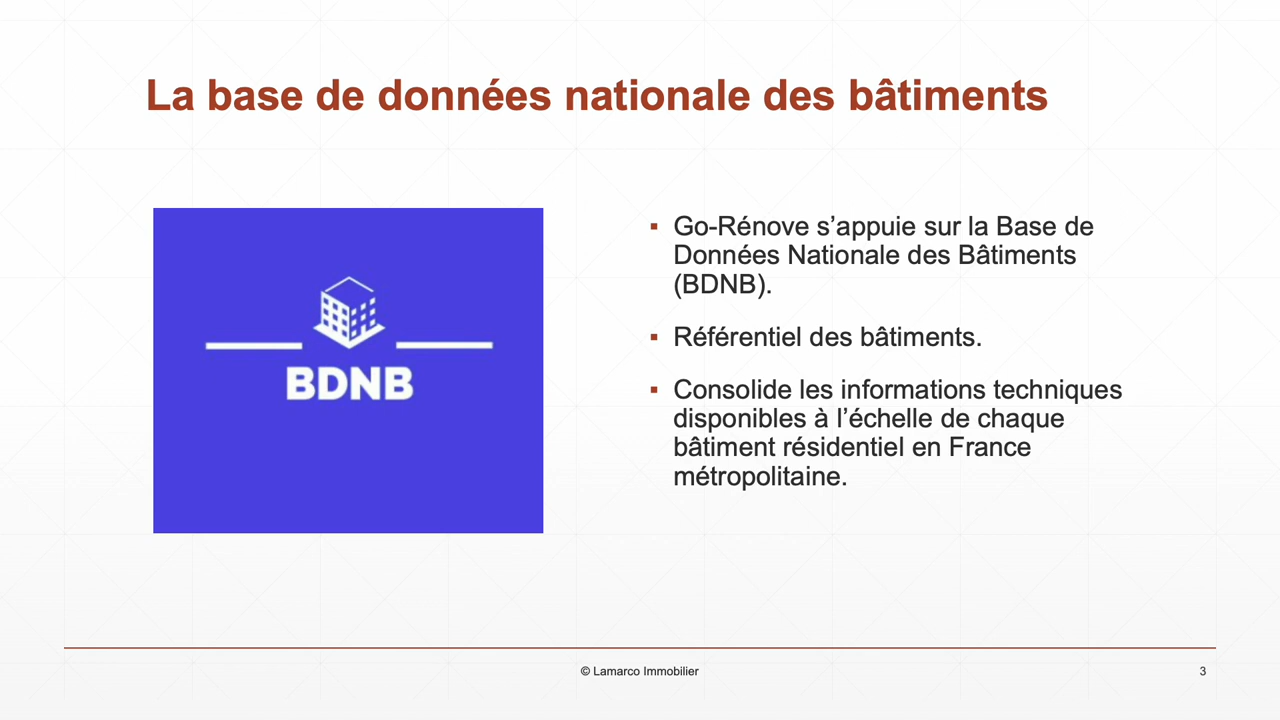 La base de données nationale des bâtiments
BDNB
▪ Go-Rénove s’appuie sur la Base de
Données Nationale des Bâtiments
(BDNB).
▪ Référentiel des bâtiments.
▪ Consolide les informations techniques
disponibles à l’échelle de chaque
bâtiment résidentiel en France
métropolitaine.
© Lamarco Immobilier
3